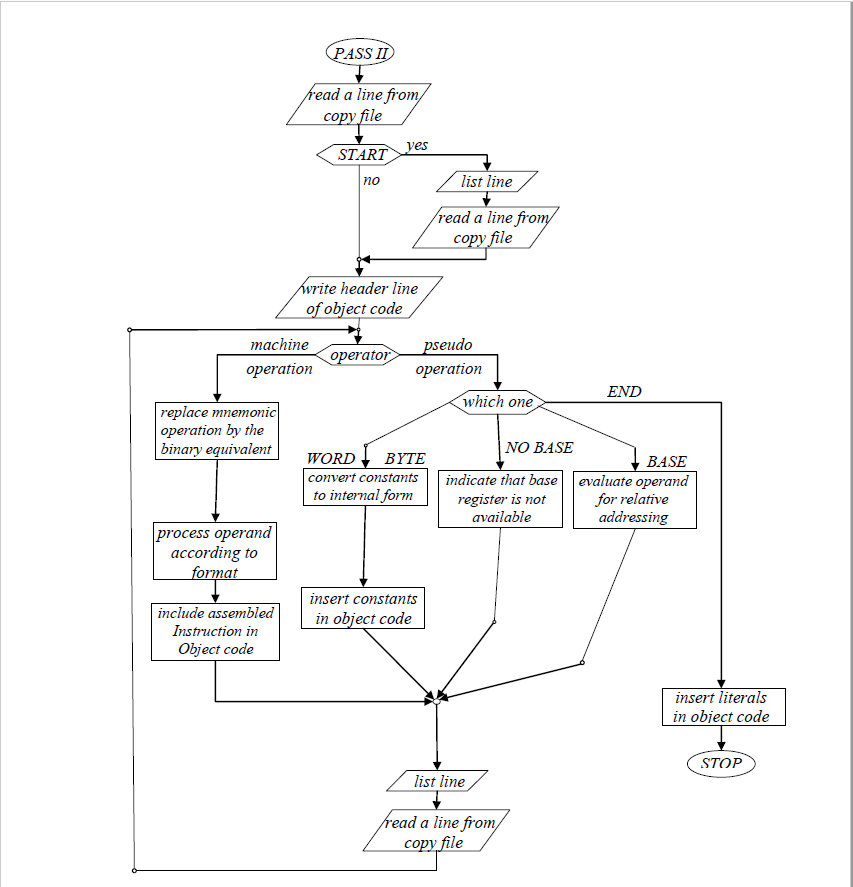 PASS II
read a line from
copy file
START
yes
no
list line
read a line from
copy file
write header line
of object code
machine
operation
operator
pseudo
operation
which one
END
replace mnemonic
operation by the
binary equivalent
WORD
BYTE
NO BASE
BASE
convert constants
to internal form
indicate that base
register is not
available
evaluate operand
for relative
addressing
process operand
according to
format
insert constants
in object code
include assembled
Instruction in
Object code
insert literals
in object code
STOP
list line
read a line from
copy file